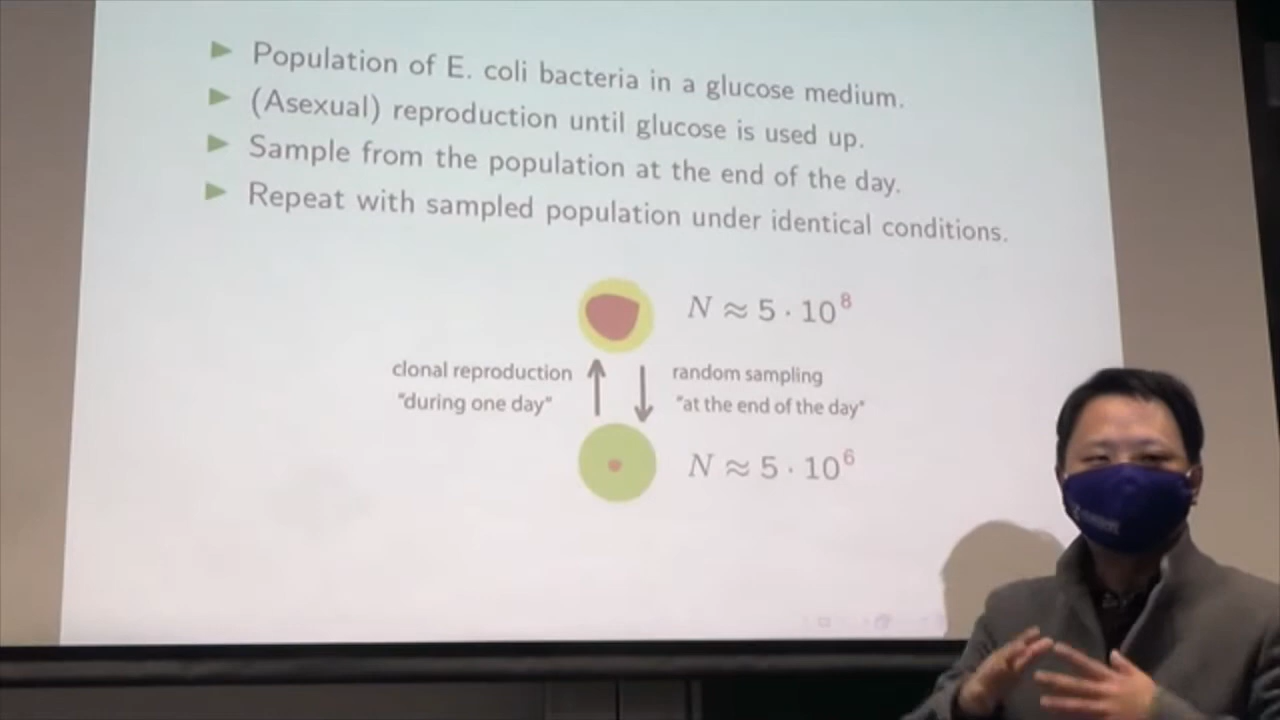 Population of E. coli bacteria in a glucose medium.
(Asexual) reproduction until glucose is used up.
Sample from the population at the end of the day.
Repeat with sampled population under identical conditions.
N ≈ 5 · 10⁸
clonal reproduction
"during one day"
random sampling
"at the end of the day"
N ≈ 5 · 10⁶